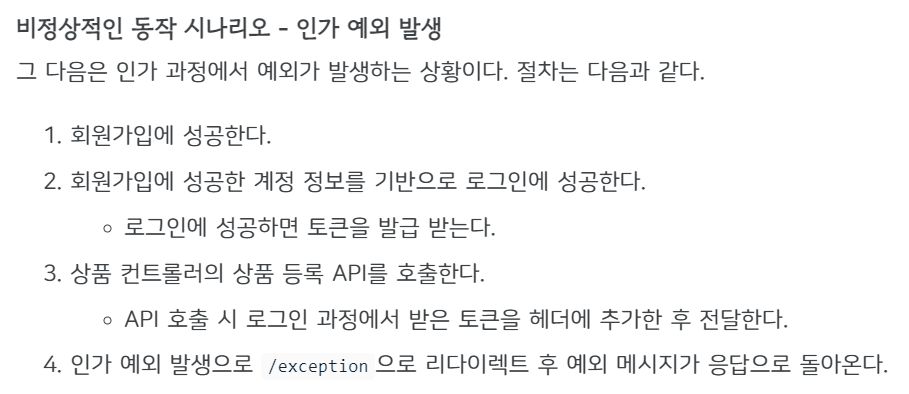 비정상적인 동작 시나리오 - 인가 예외 발생
그 다음은 인가 과정에서 예외가 발생하는 상황이다. 절차는 다음과 같다.
1. 회원가입에 성공한다.
2. 회원가입에 성공한 계정 정보를 기반으로 로그인에 성공한다.
◦ 로그인에 성공하면 토큰을 발급 받는다.
3. 상품 컨트롤러의 상품 등록 API를 호출한다.
◦ API 호출 시 로그인 과정에서 받은 토큰을 헤더에 추가한 후 전달한다.
4. 인가 예외 발생으로 /exception 으로 리다이렉트 후 예외 메시지가 응답으로 돌아온다.